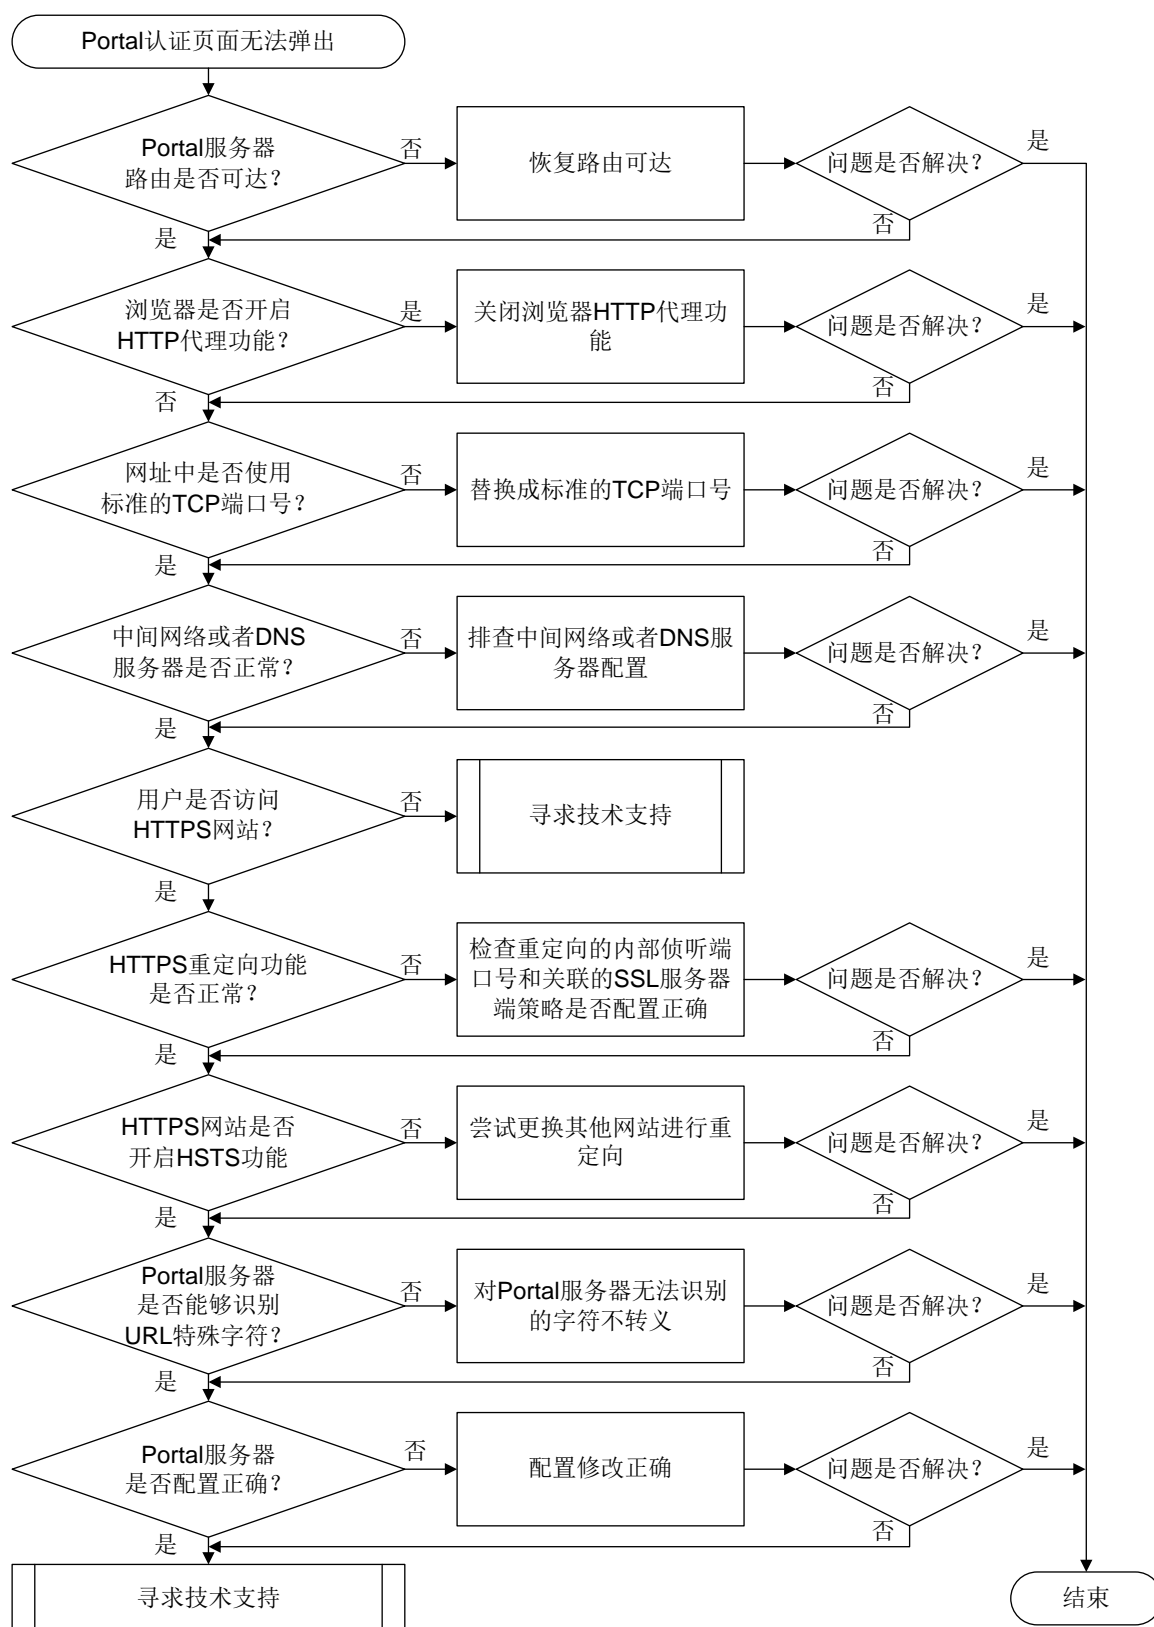 Portal认证页面无法弹出
Portal服务器
路由是否可达？
否
恢复路由可达
问题是否解决？
是
否
是
浏览器是否开启
HTTP代理功能？
是
关闭浏览器HTTP代理功
能
问题是否解决？
是
否
否
网址中是否使用
标准的TCP端口号？
否
替换成标准的TCP端口号
问题是否解决？
是
否
是
中间网络或者DNS
服务器是否正常？
否
排查中间网络或者DNS服
务器配置
问题是否解决？
是
否
是
用户是否访问
HTTPS网站？
否
寻求技术支持
是
HTTPS重定向功能
是否正常？
否
检查重定向的内部侦听端
口号和关联的SSL服务器
端策略是否配置正确
问题是否解决？
是
否
是
HTTPS网站是否
开启HSTS功能
否
尝试更换其他网站进行重
定向
问题是否解决？
是
否
是
Portal服务器
是否能够识别
URL特殊字符？
否
对Portal服务器无法识别
的字符不转义
问题是否解决？
是
否
是
Portal服务器
是否配置正确？
否
配置修改正确
问题是否解决？
是
否
是
寻求技术支持
结束